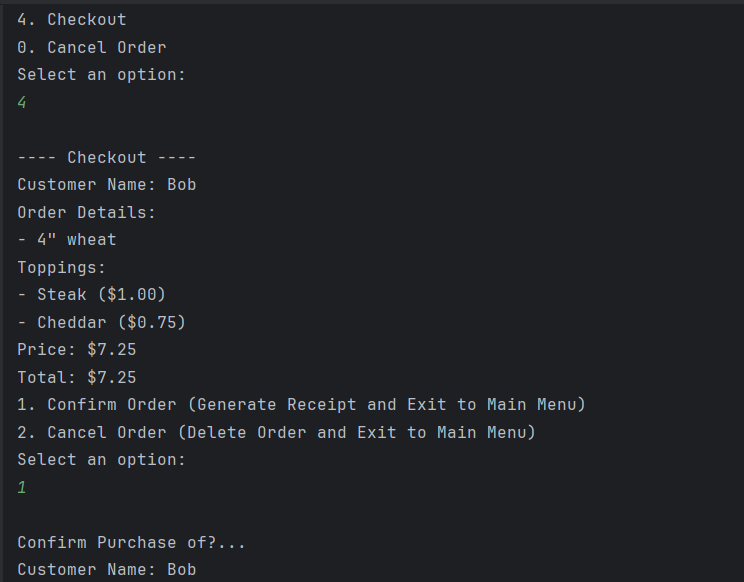 4. Checkout
0. Cancel Order
Select an option:
4
---- Checkout ----
Customer Name: Bob
Order Details:
- 4" wheat
Toppings:
- Steak ($1.00)
- Cheddar ($0.75)
Price: $7.25
Total: $7.25
1. Confirm Order (Generate Receipt and Exit to Main Menu)
2. Cancel Order (Delete Order and Exit to Main Menu)
Select an option:
1
Confirm Purchase of?...
Customer Name: Bob